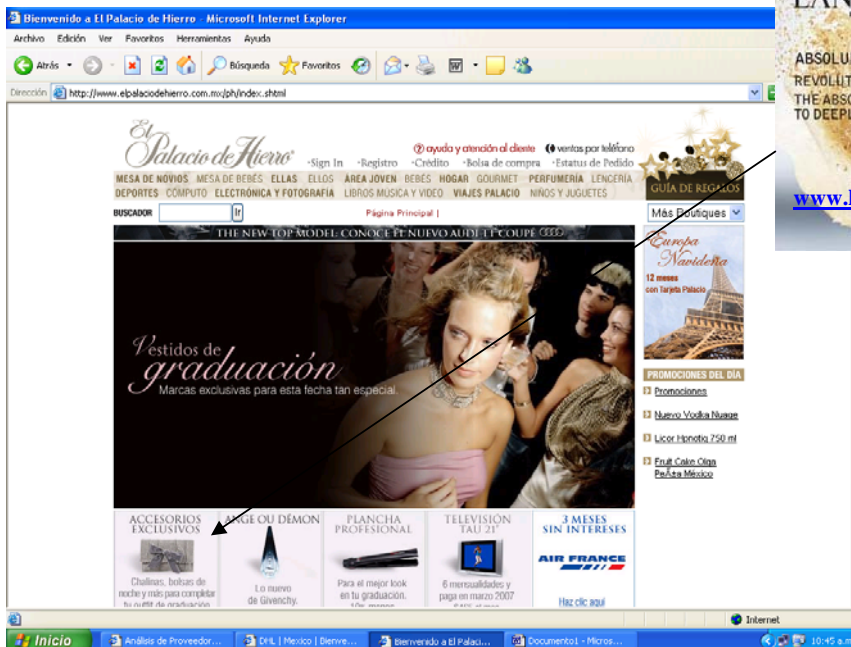 Bienvenido a El Palacio de Hierro - Microsoft Internet Explorer
Archivo Edición Ver Favoritos Herramientas Ayuda
Atrás Búsqueda Favoritos
Dirección http://www.elpalaciodehierro.com.mx/ph/index.shtml
El Palacio de Hierro
ayuda y atención al cliente ventas por teléfono
·Sign In ·Registro ·Crédito ·Bolsa de compra ·Estatus de Pedido
MESA DE NOVIOS MESA DE BEBÉS ELLAS ELLOS AREA JOVEN BEBÉS HOGAR GOURMET PERFUMERÍA LENCERÍA
DEPORTES CÓMPUTO ELECTRÓNICA Y FOTOGRAFÍA LIBROS MÚSICA Y VIDEO VIAJES PALACIO NIÑOS Y JUGUETES
GUÍA DE REGALOS
BUSCADOR Ir Página Principal | Más Boutiques
THE NEW TOP MODEL: CONOCE EL NUEVO AUDI TT COUPÉ
Vestidos de
graduación
Marcas exclusivas para esta fecha tan especial.
Europa
Navideña
12 meses
con Tarjeta Palacio
PROMOCIONES DEL DÍA
Promociones
Nuevo Vodka Nuage
Licor Hpnotiq 750 ml
Fruit Cake Olga
PeÃ±a México
ACCESORIOS
EXCLUSIVOS
Chalinas, bolsas de
noche y más para completar
tu outfit de graduación
ANGE OU DÉMON
Lo nuevo
de Givenchy.
PLANCHA
PROFESIONAL
Para el mejor look
en tu graduación.
TELEVISIÓN
TAU 21"
6 mensualidades y
paga en marzo 2007
3 MESES
SIN INTERESES
AIR FRANCE
Haz clic aquí
ABSOLU
REVOLUT
THE ABSO
TO DEEPL
www.l
Internet
Inicio Análisis de Proveedor... DHL | Mexico | Bienve... Bienvenido a El Palaci... Documento1 - Micros... 10:45 a.m